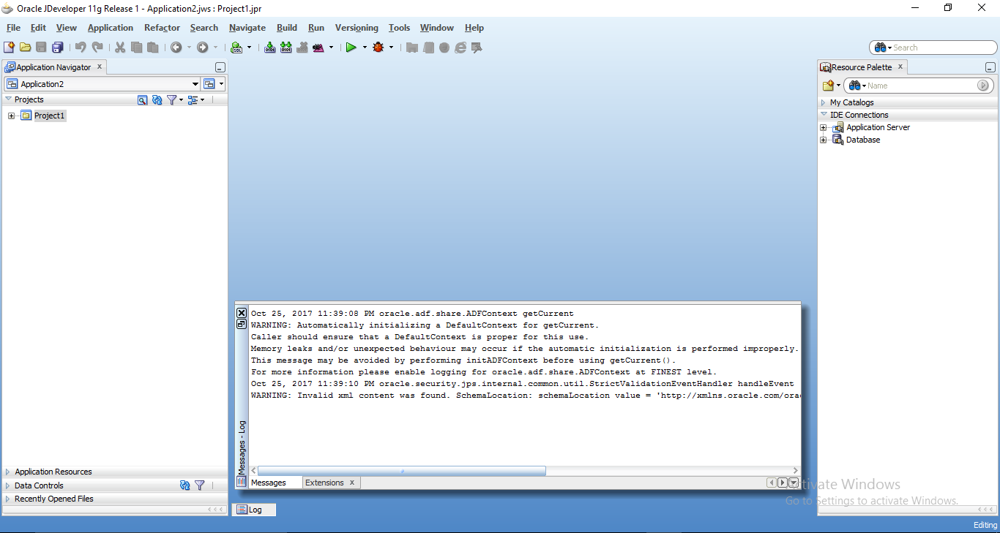 Oracle JDeveloper 11g Release 1 - Application2.jws : Project1.jpr
File Edit View Application Refactor Search Navigate Build Run Versioning Tools Window Help
Search
Application Navigator
Application2
Projects
Project1
Application Resources
Data Controls
Recently Opened Files
Oct 25, 2017 11:39:08 PM oracle.adf.share.ADFContext getCurrent
WARNING: Automatically initializing a DefaultContext for getCurrent.
Caller should ensure that a DefaultContext is proper for this use.
Memory leaks and/or unexpected behaviour may occur if the automatic initialization is performed improperly.
This message may be avoided by performing initADFContext before using getCurrent().
For more information please enable logging for oracle.adf.share.ADFContext at FINEST level.
Oct 25, 2017 11:39:10 PM oracle.security.jps.internal.common.util.StrictValidationEventHandler handleEvent
WARNING: Invalid xml content was found. SchemaLocation: schemaLocation value = 'http://xmlns.oracle.com/ora
Messages - Log
Messages Extensions
Log
Resource Palette
Name
My Catalogs
IDE Connections
Application Server
Database
Activate Windows
Go to Settings to activate Windows.
Editing